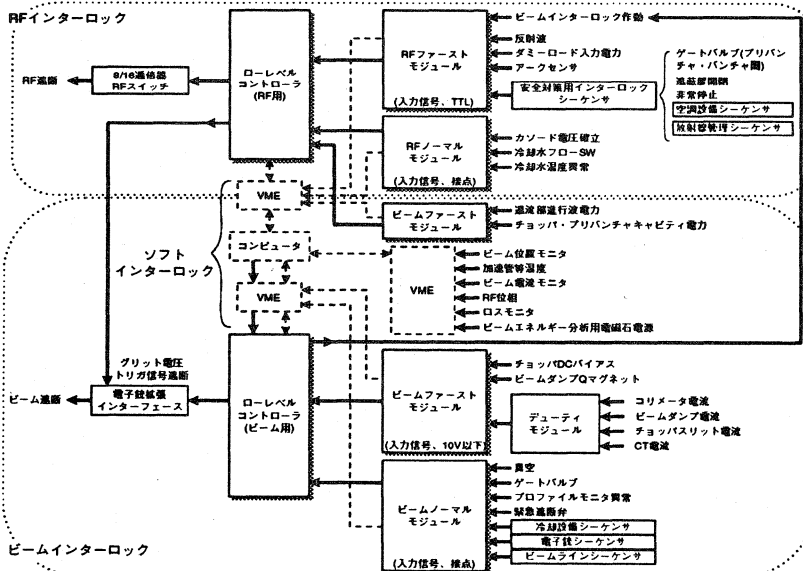 RFインターロック
RF遮断
RFスイッチ
ローレベル
コントローラ
(RF用)
RFファースト
モジュール
(入力信号、TTL)
ビームインターロック作動
反射波
ダミーロード入力電力
アークセンサ
安全対策用インターロック
シーケンサ
ゲートバルブ(プリバン
チャ・バンチャ間)
遮蔽扉開閉
非常停止
空調設備シーケンサ
放射線管理シーケンサ
RFノーマル
モジュール
(入力信号、接点)
カソード電圧確立
冷却水フローSW
冷却水温度異常
VME
ビームファースト
モジュール
チョッパ・プリバンチャキャビティ電力
ソフト
インターロック
コンピュータ
VME
VME
ビーム位置モニタ
加速管等温度
ビーム電流モニタ
RF位相
ロスモニタ
ビームエネルギー分析用電磁石電源
グリット電圧
トリガ信号遮断
ビーム遮断
電子銃拡張
インターフェース
ローレベル
コントローラ
(ビーム用)
ビームファースト
モジュール
(入力信号、10V以下)
チョッパDCバイアス
ビームダンプQマグネット
デューティ
モジュール
コリメータ電流
ビームダンプ電流
チョッパスリット電流
CT電流
ビームノーマル
モジュール
(入力信号、接点)
真空
ゲートバルブ
プロファイルモニタ異常
緊急遮断弁
冷却設備シーケンサ
電子銃シーケンサ
ビームラインシーケンサ
ビームインターロック